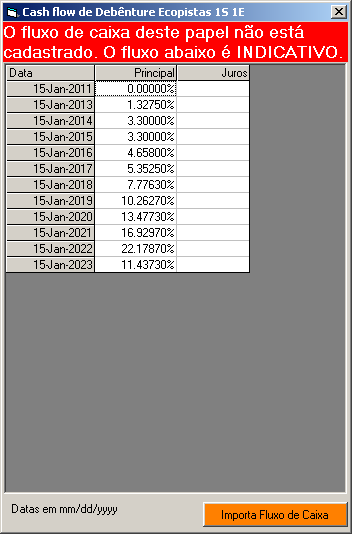 Cash flow de Debênture Ecopistas 1S 1E
O fluxo de caixa deste papel não está
cadastrado. O fluxo abaixo é INDICATIVO.
Data Principal Juros
15-Jan-2011 0.00000%
15-Jan-2013 1.32750%
15-Jan-2014 3.30000%
15-Jan-2015 3.30000%
15-Jan-2016 4.65800%
15-Jan-2017 5.35250%
15-Jan-2018 7.77630%
15-Jan-2019 10.26270%
15-Jan-2020 13.47730%
15-Jan-2021 16.92970%
15-Jan-2022 22.17870%
15-Jan-2023 11.43730%
Datas em mm/dd/yyyy
Importa Fluxo de Caixa